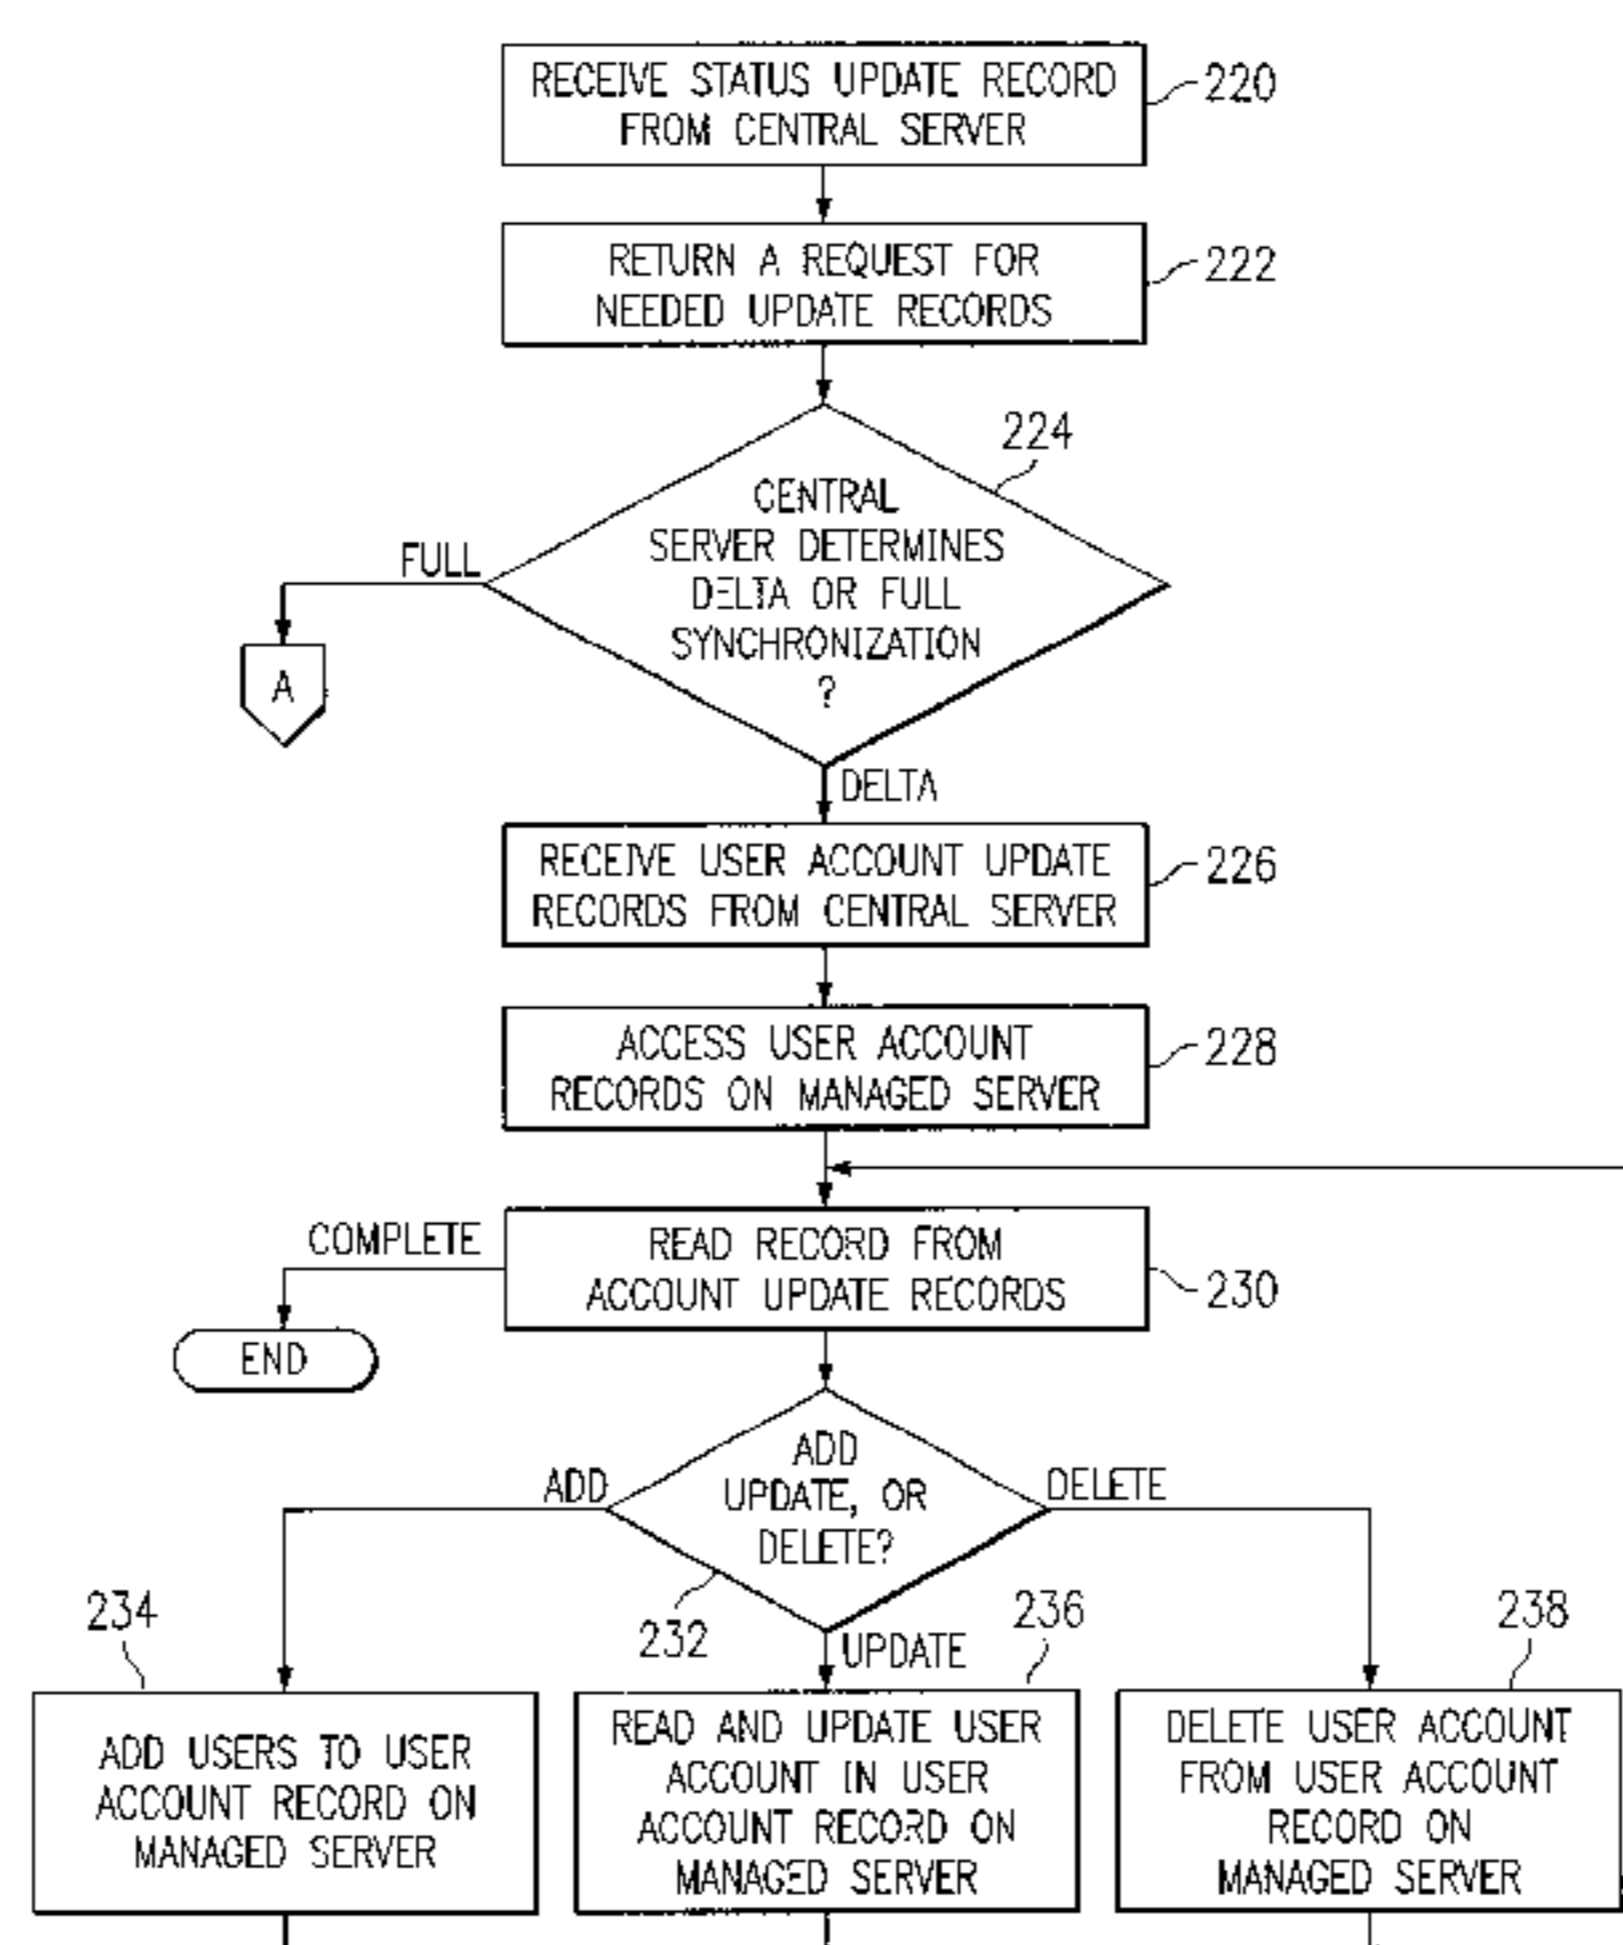 RECEIVE STATUS UPDATE RECORD
FROM CENTRAL SERVER
220
RETURN A REQUEST FOR
NEEDED UPDATE RECORDS
222
224
CENTRAL
SERVER DETERMINES
DELTA OR FULL
SYNCHRONIZATION
?
FULL
A
DELTA
RECEIVE USER ACCOUNT UPDATE
RECORDS FROM CENTRAL SERVER
226
ACCESS USER ACCOUNT
RECORDS ON MANAGED SERVER
228
COMPLETE
READ RECORD FROM
ACCOUNT UPDATE RECORDS
230
END
ADD
UPDATE, OR
DELETE?
ADD
DELETE
232
UPDATE
234
236
238
ADD USERS TO USER
ACCOUNT RECORD ON
MANAGED SERVER
READ AND UPDATE USER
ACCOUNT IN USER
ACCOUNT RECORD ON
MANAGED SERVER
DELETE USER ACCOUNT
FROM USER ACCOUNT
RECORD ON
MANAGED SERVER